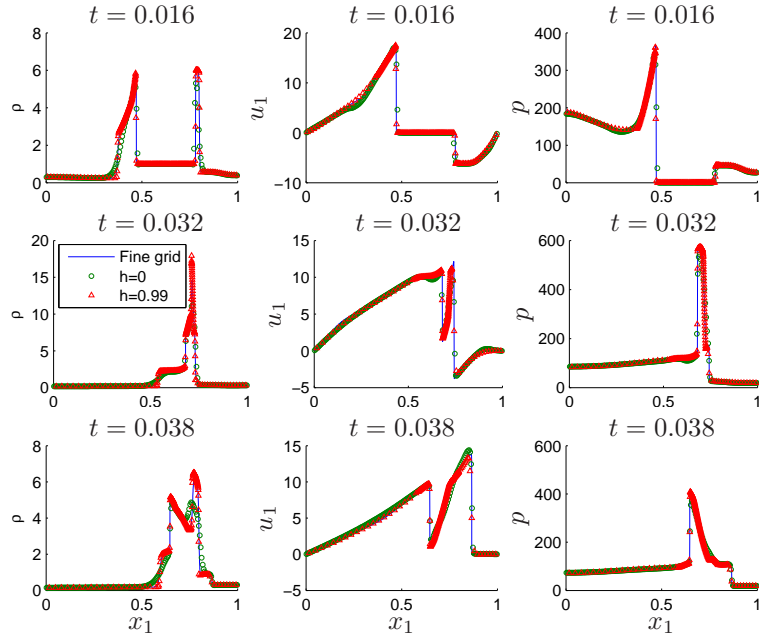 t = 0.016 t = 0.016 t = 0.016
ρ 8 6 4 2 0 0 0.5 1
u₁ 20 10 0 −10 0 0.5 1
p 400 300 200 100 0 0 0.5 1
t = 0.032 t = 0.032 t = 0.032
ρ 20 15 10 5 0 0 0.5 1
Fine grid
h=0
h=0.99
u₁ 15 10 5 0 −5 0 0.5 1
p 600 400 200 0 0 0.5 1
t = 0.038 t = 0.038 t = 0.038
ρ 8 6 4 2 0 0 0.5 1
u₁ 15 10 5 0 −5 0 0.5 1
p 600 400 200 0 0 0.5 1
x₁ x₁ x₁